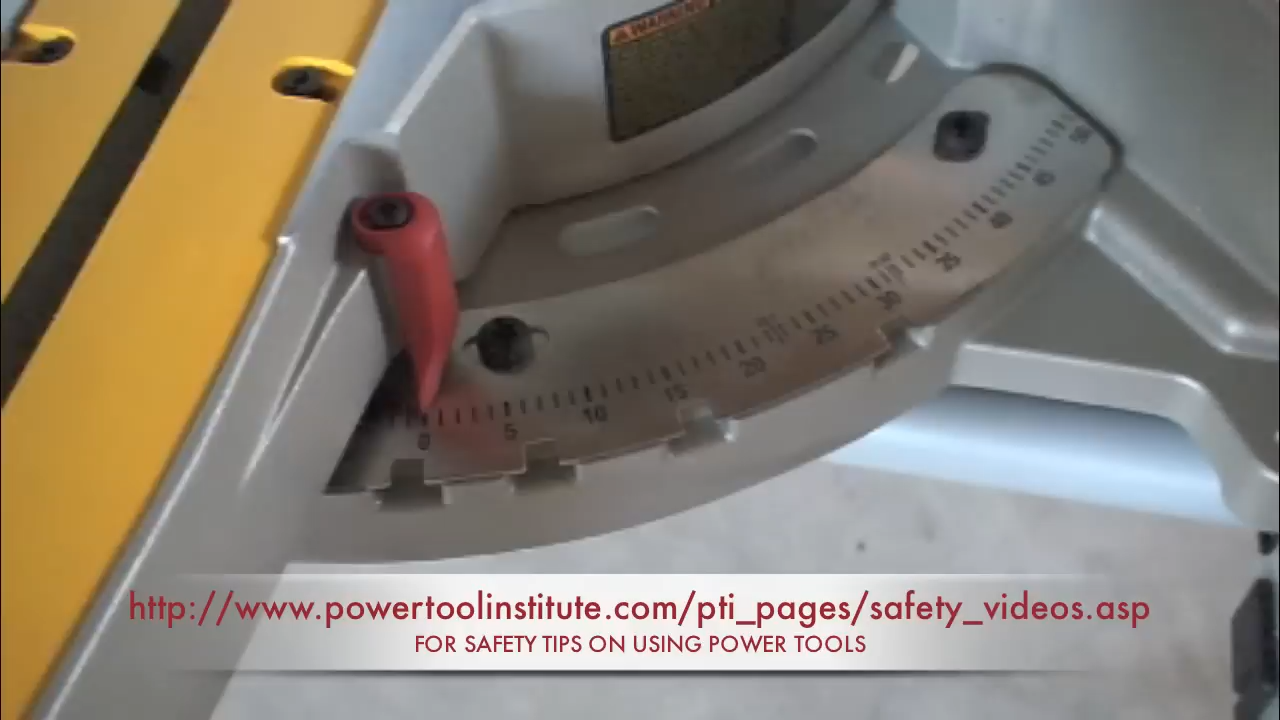 WARNING
0 5 10 15 20 25 30 35 40 45 50
http://www.powertoolinstitute.com/pti_pages/safety_videos.asp
FOR SAFETY TIPS ON USING POWER TOOLS